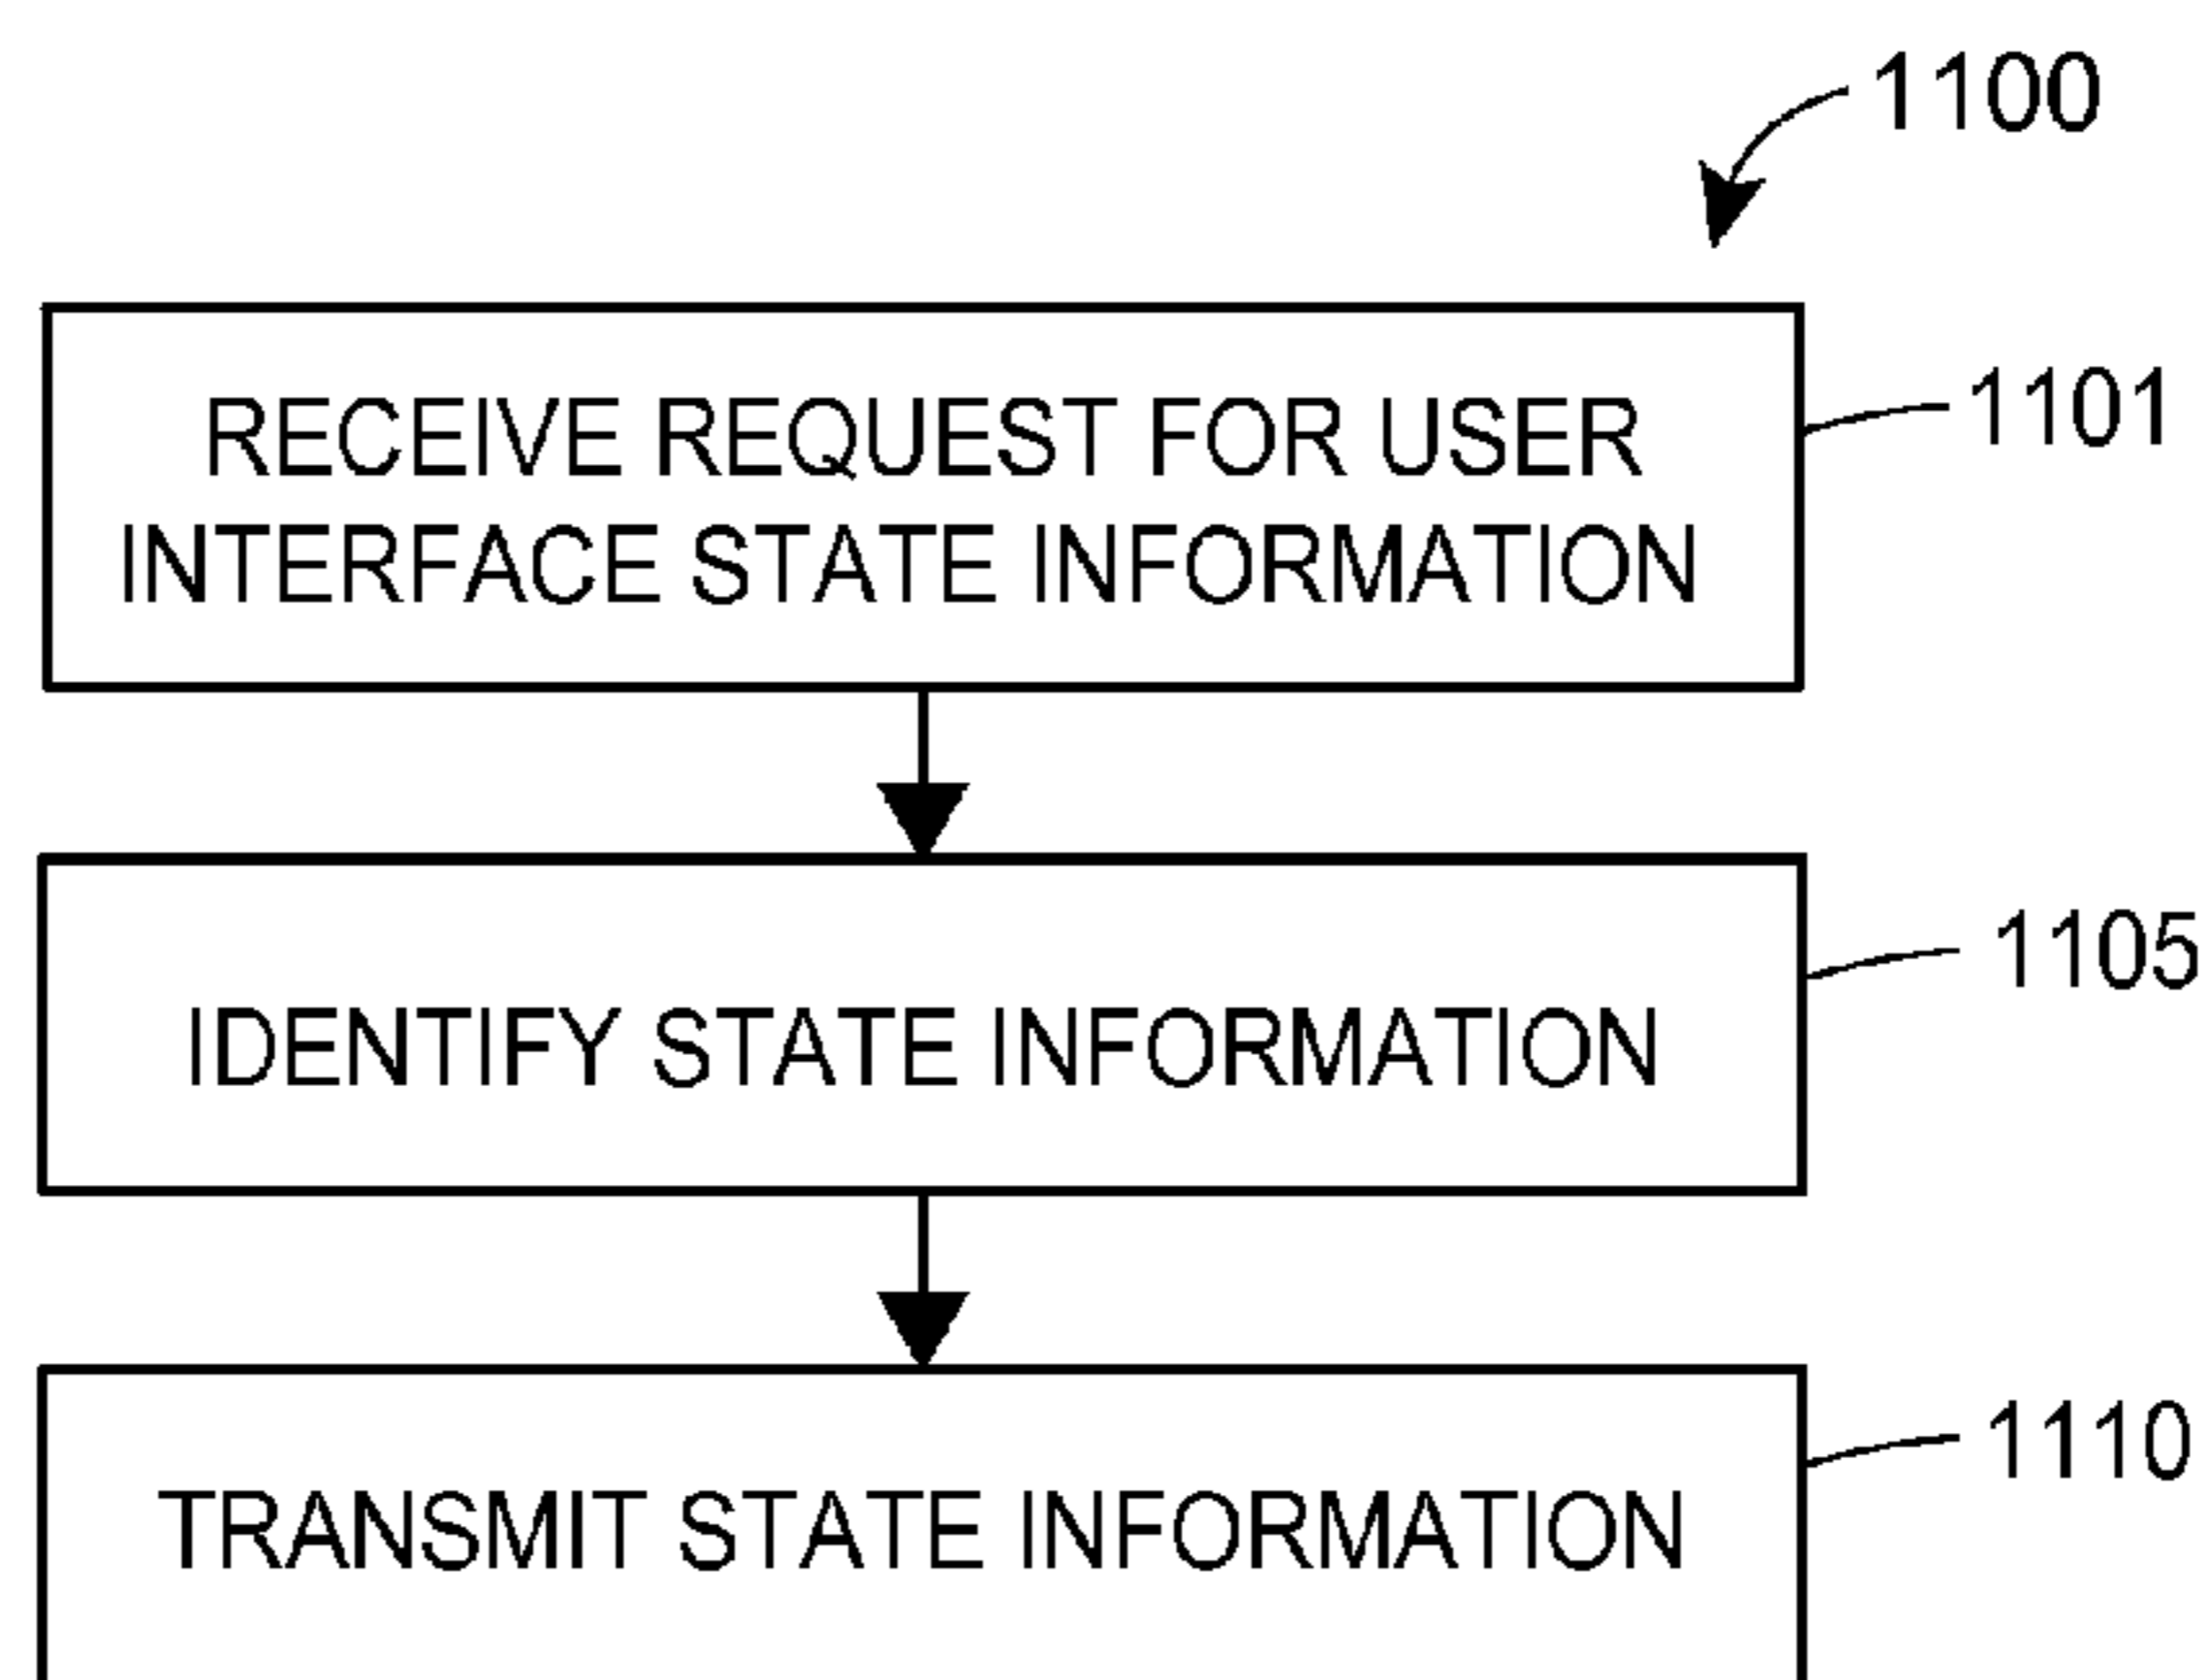 1100
RECEIVE REQUEST FOR USER
INTERFACE STATE INFORMATION
1101
IDENTIFY STATE INFORMATION
1105
TRANSMIT STATE INFORMATION
1110